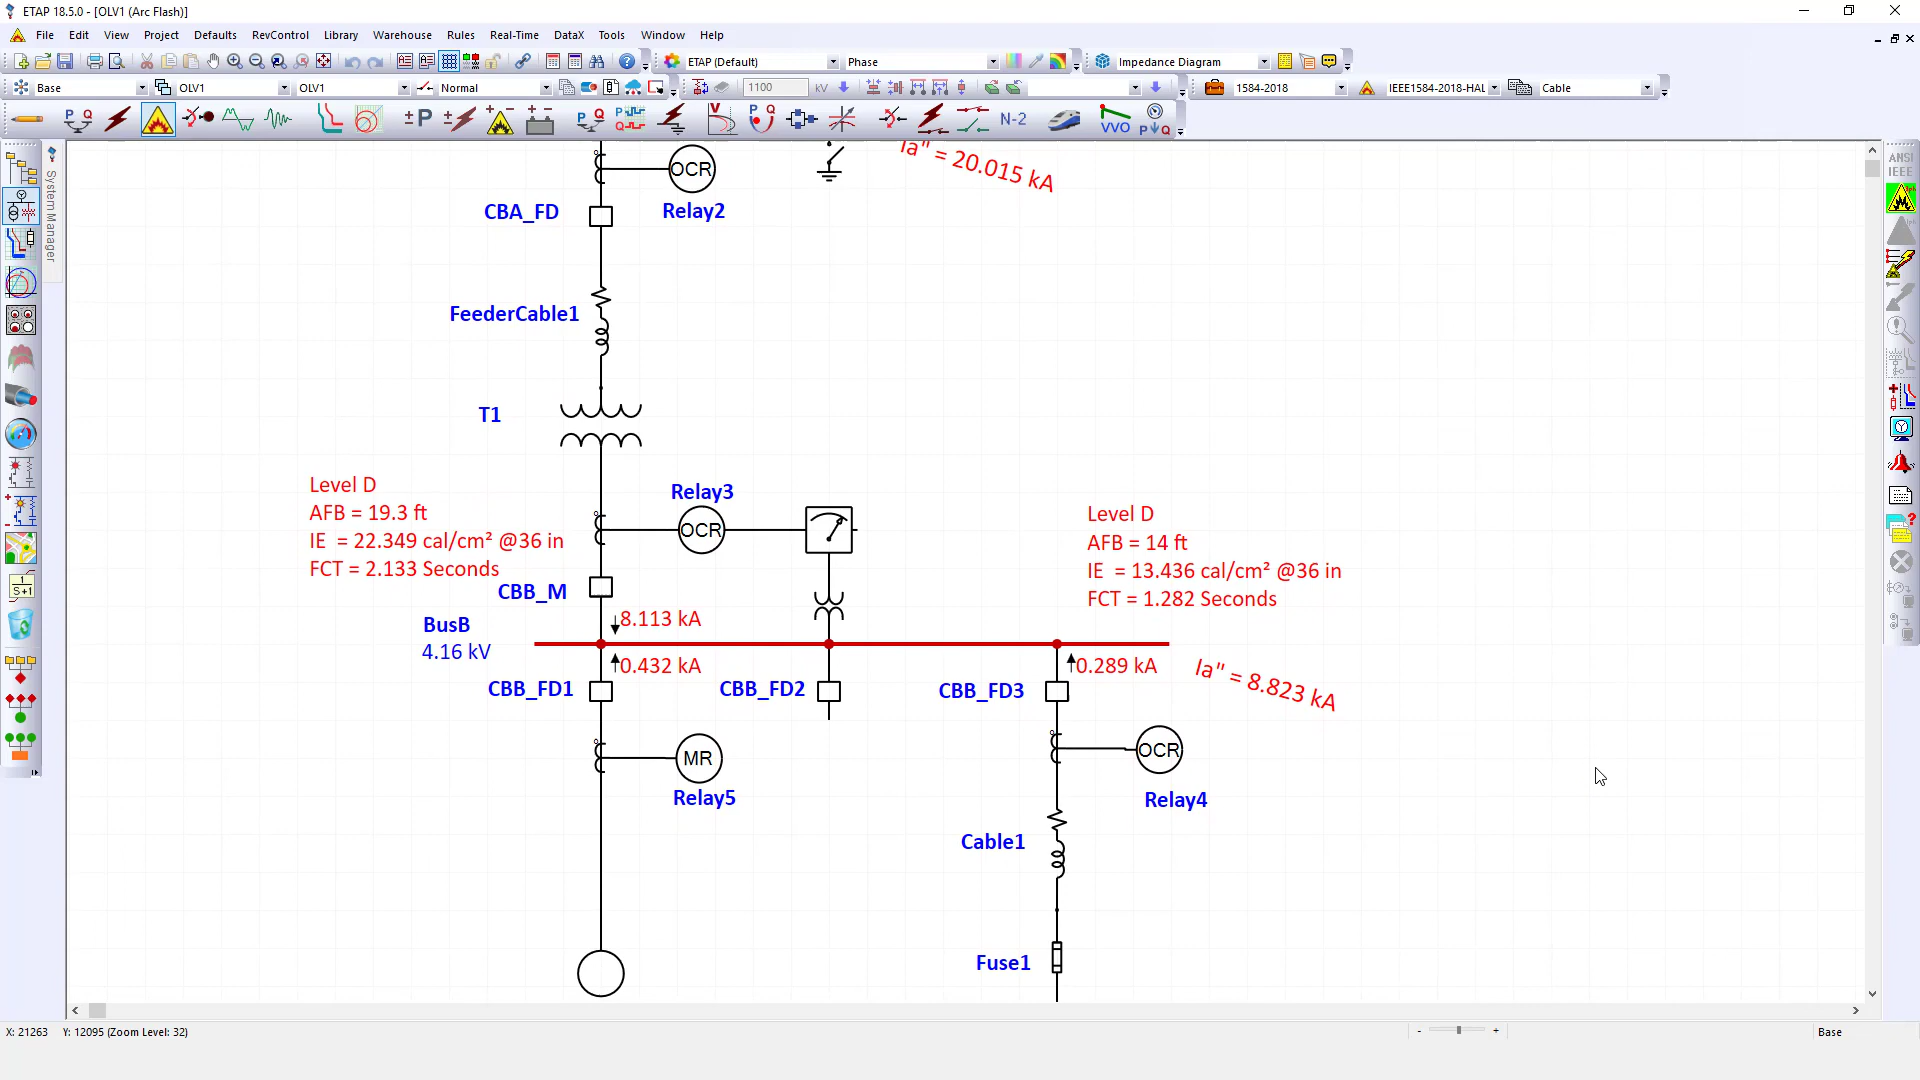 ETAP 18.5.0 - [OLV1 (Arc Flash)]
File Edit View Project Defaults RevControl Library Warehouse Rules Real-Time DataX Tools Window Help
ETAP (Default) Phase Impedance Diagram
Base OLV1 OLV1 Normal 1100 kV 1584-2018 IEEE1584-2018-HAL Cable
N-2 VVO
System Manager
ANSI
IEEE
Ia" = 20.015 kA
OCR
CBA_FD
Relay2
FeederCable1
T1
Level D
AFB = 19.3 ft
IE = 22.349 cal/cm² @36 in
FCT = 2.133 Seconds
Relay3
OCR
Level D
AFB = 14 ft
IE = 13.436 cal/cm² @36 in
FCT = 1.282 Seconds
CBB_M
BusB
4.16 kV
8.113 kA
0.432 kA
0.289 kA
Ia" = 8.823 kA
CBB_FD1
CBB_FD2
CBB_FD3
MR
Relay5
OCR
Relay4
Cable1
Fuse1
X: 21263 Y: 12095 (Zoom Level: 32)
- +
Base